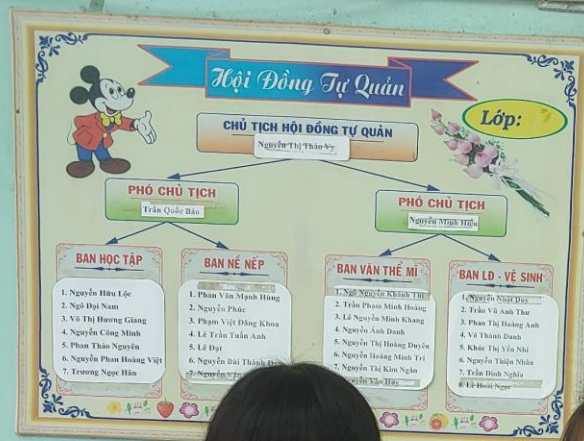 Hội Đồng Tự Quản
Lớp:
CHỦ TỊCH HỘI ĐỒNG TỰ QUẢN
Nguyễn Thị Thảo Vy
PHÓ CHỦ TỊCH
Trần Quốc Bảo
PHÓ CHỦ TỊCH
Nguyễn Minh Hiếu
BAN HỌC TẬP
1. Nguyễn Hữu Lộc
2. Ngô Đại Nam
3. Võ Thị Hương Giang
4. Nguyễn Công Minh
5. Phan Thảo Nguyên
6. Nguyễn Phan Hoàng Việt
7. Trương Ngọc Hân
BAN NỀ NẾP
1. Phan Văn Mạnh Hùng
2. Nguyễn Phúc
3. Phạm Việt Đăng Khoa
4. Lê Trần Tuấn Anh
5. Lê Đạt
6. Nguyễn Bùi Thành
7. Nguyễn Văn
BAN VĂN THỂ MĨ
1. Ngô Nguyễn Khánh Thi
2. Trần Phạm Minh Hoàng
3. Lê Nguyễn Minh Khang
4. Nguyễn Ánh Danh
5. Nguyễn Thị Hoàng Duyên
6. Nguyễn Hoàng Minh Trí
7. Nguyễn Thị Kim Ngân
Nguyễn Văn Huy
BAN LĐ - VỆ SINH
1. Nguyễn Nhật Duy
2. Trần Vũ Anh Thư
3. Phan Thị Hoàng Anh
4. Võ Thành Danh
5. Khúc Thị Yến Nhi
6. Nguyễn Thiện Nhân
7. Trần Đình Nghĩa
8. Lê Hoài Ngọc